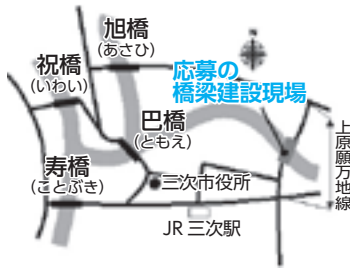 旭橋
(あさひ)
祝橋
(いわい)
応募の
橋梁建設現場
巴橋
(ともえ)
上原願万地線
寿橋
(ことぶき)
三次市役所
JR 三次駅